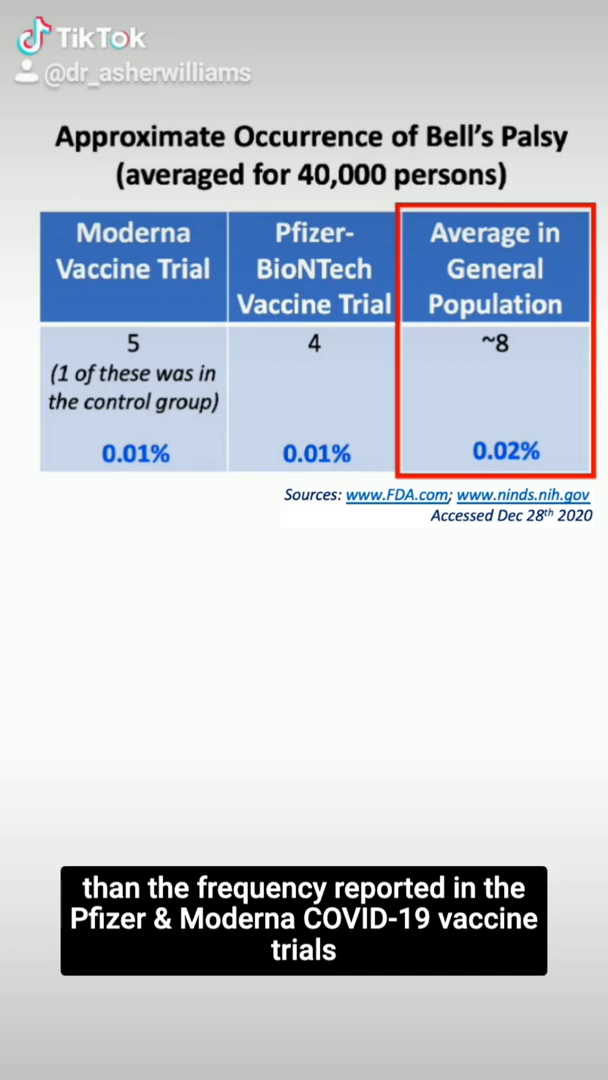 TikTok
@dr_asherwilliams
Approximate Occurrence of Bell's Palsy
(averaged for 40,000 persons)
Moderna
Vaccine Trial
Pfizer-
BioNTech
Vaccine Trial
Average in
General
Population
5
(1 of these was in
the control group)
0.01%
4
0.01%
~8
0.02%
Sources: www.FDA.com; www.ninds.nih.gov
Accessed Dec 28th 2020
than the frequency reported in the
Pfizer & Moderna COVID-19 vaccine
trials